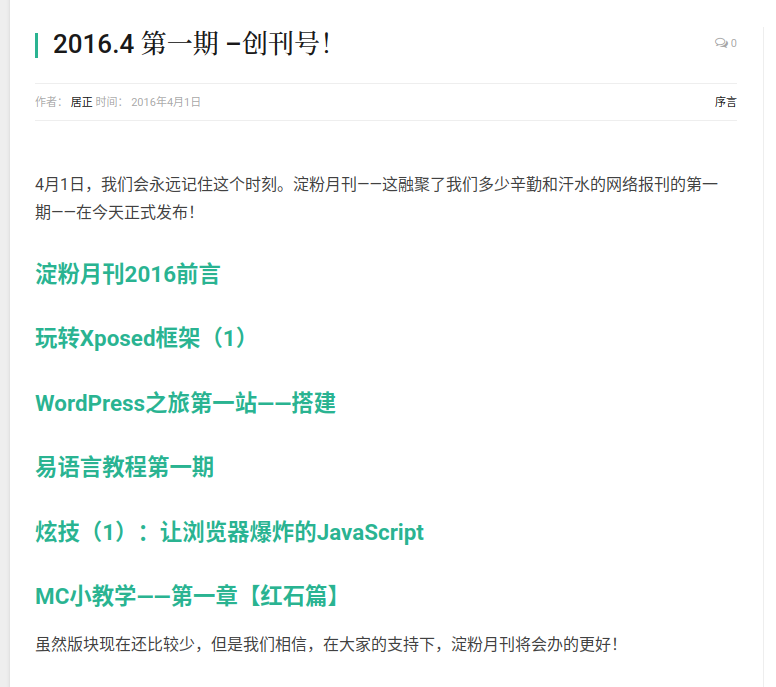 2016.4 第一期 –创刊号！
0
作者： 居正 时间： 2016年4月1日
序言
4月1日，我们会永远记住这个时刻。淀粉月刊——这融聚了我们多少辛勤和汗水的网络报刊的第一
期——在今天正式发布！
淀粉月刊2016前言
玩转Xposed框架（1）
WordPress之旅第一站——搭建
易语言教程第一期
炫技（1）：让浏览器爆炸的JavaScript
MC小教学——第一章【红石篇】
虽然版块现在还比较少，但是我们相信，在大家的支持下，淀粉月刊将会办的更好！